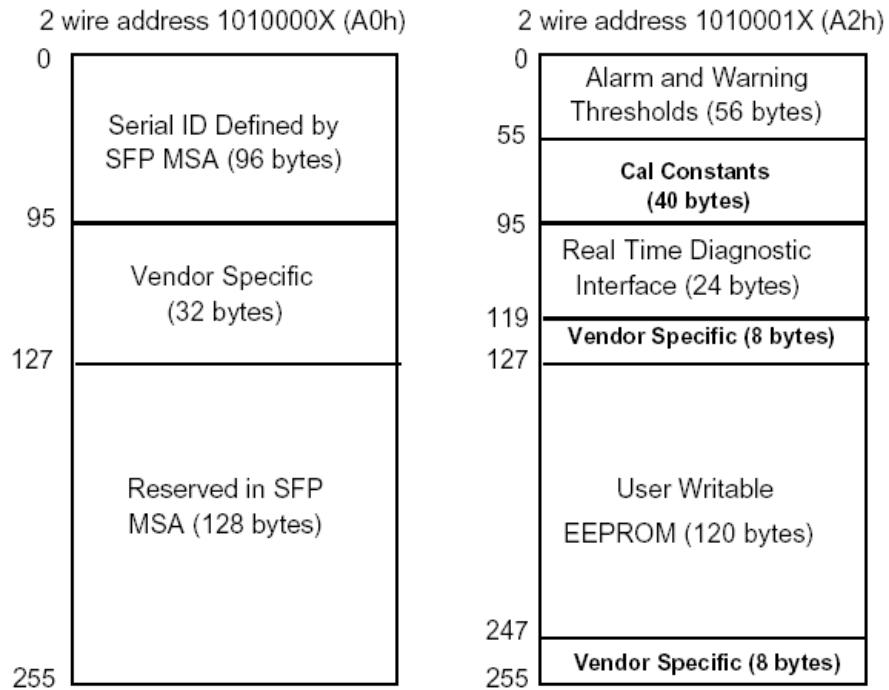 2 wire address 1010000X (A0h)
0
Serial ID Defined by
SFP MSA (96 bytes)
95
Vendor Specific
(32 bytes)
127
Reserved in SFP
MSA (128 bytes)
255
2 wire address 1010001X (A2h)
0
Alarm and Warning
Thresholds (56 bytes)
55
Cal Constants
(40 bytes)
95
Real Time Diagnostic
Interface (24 bytes)
119
Vendor Specific (8 bytes)
127
User Writable
EEPROM (120 bytes)
247
Vendor Specific (8 bytes)
255